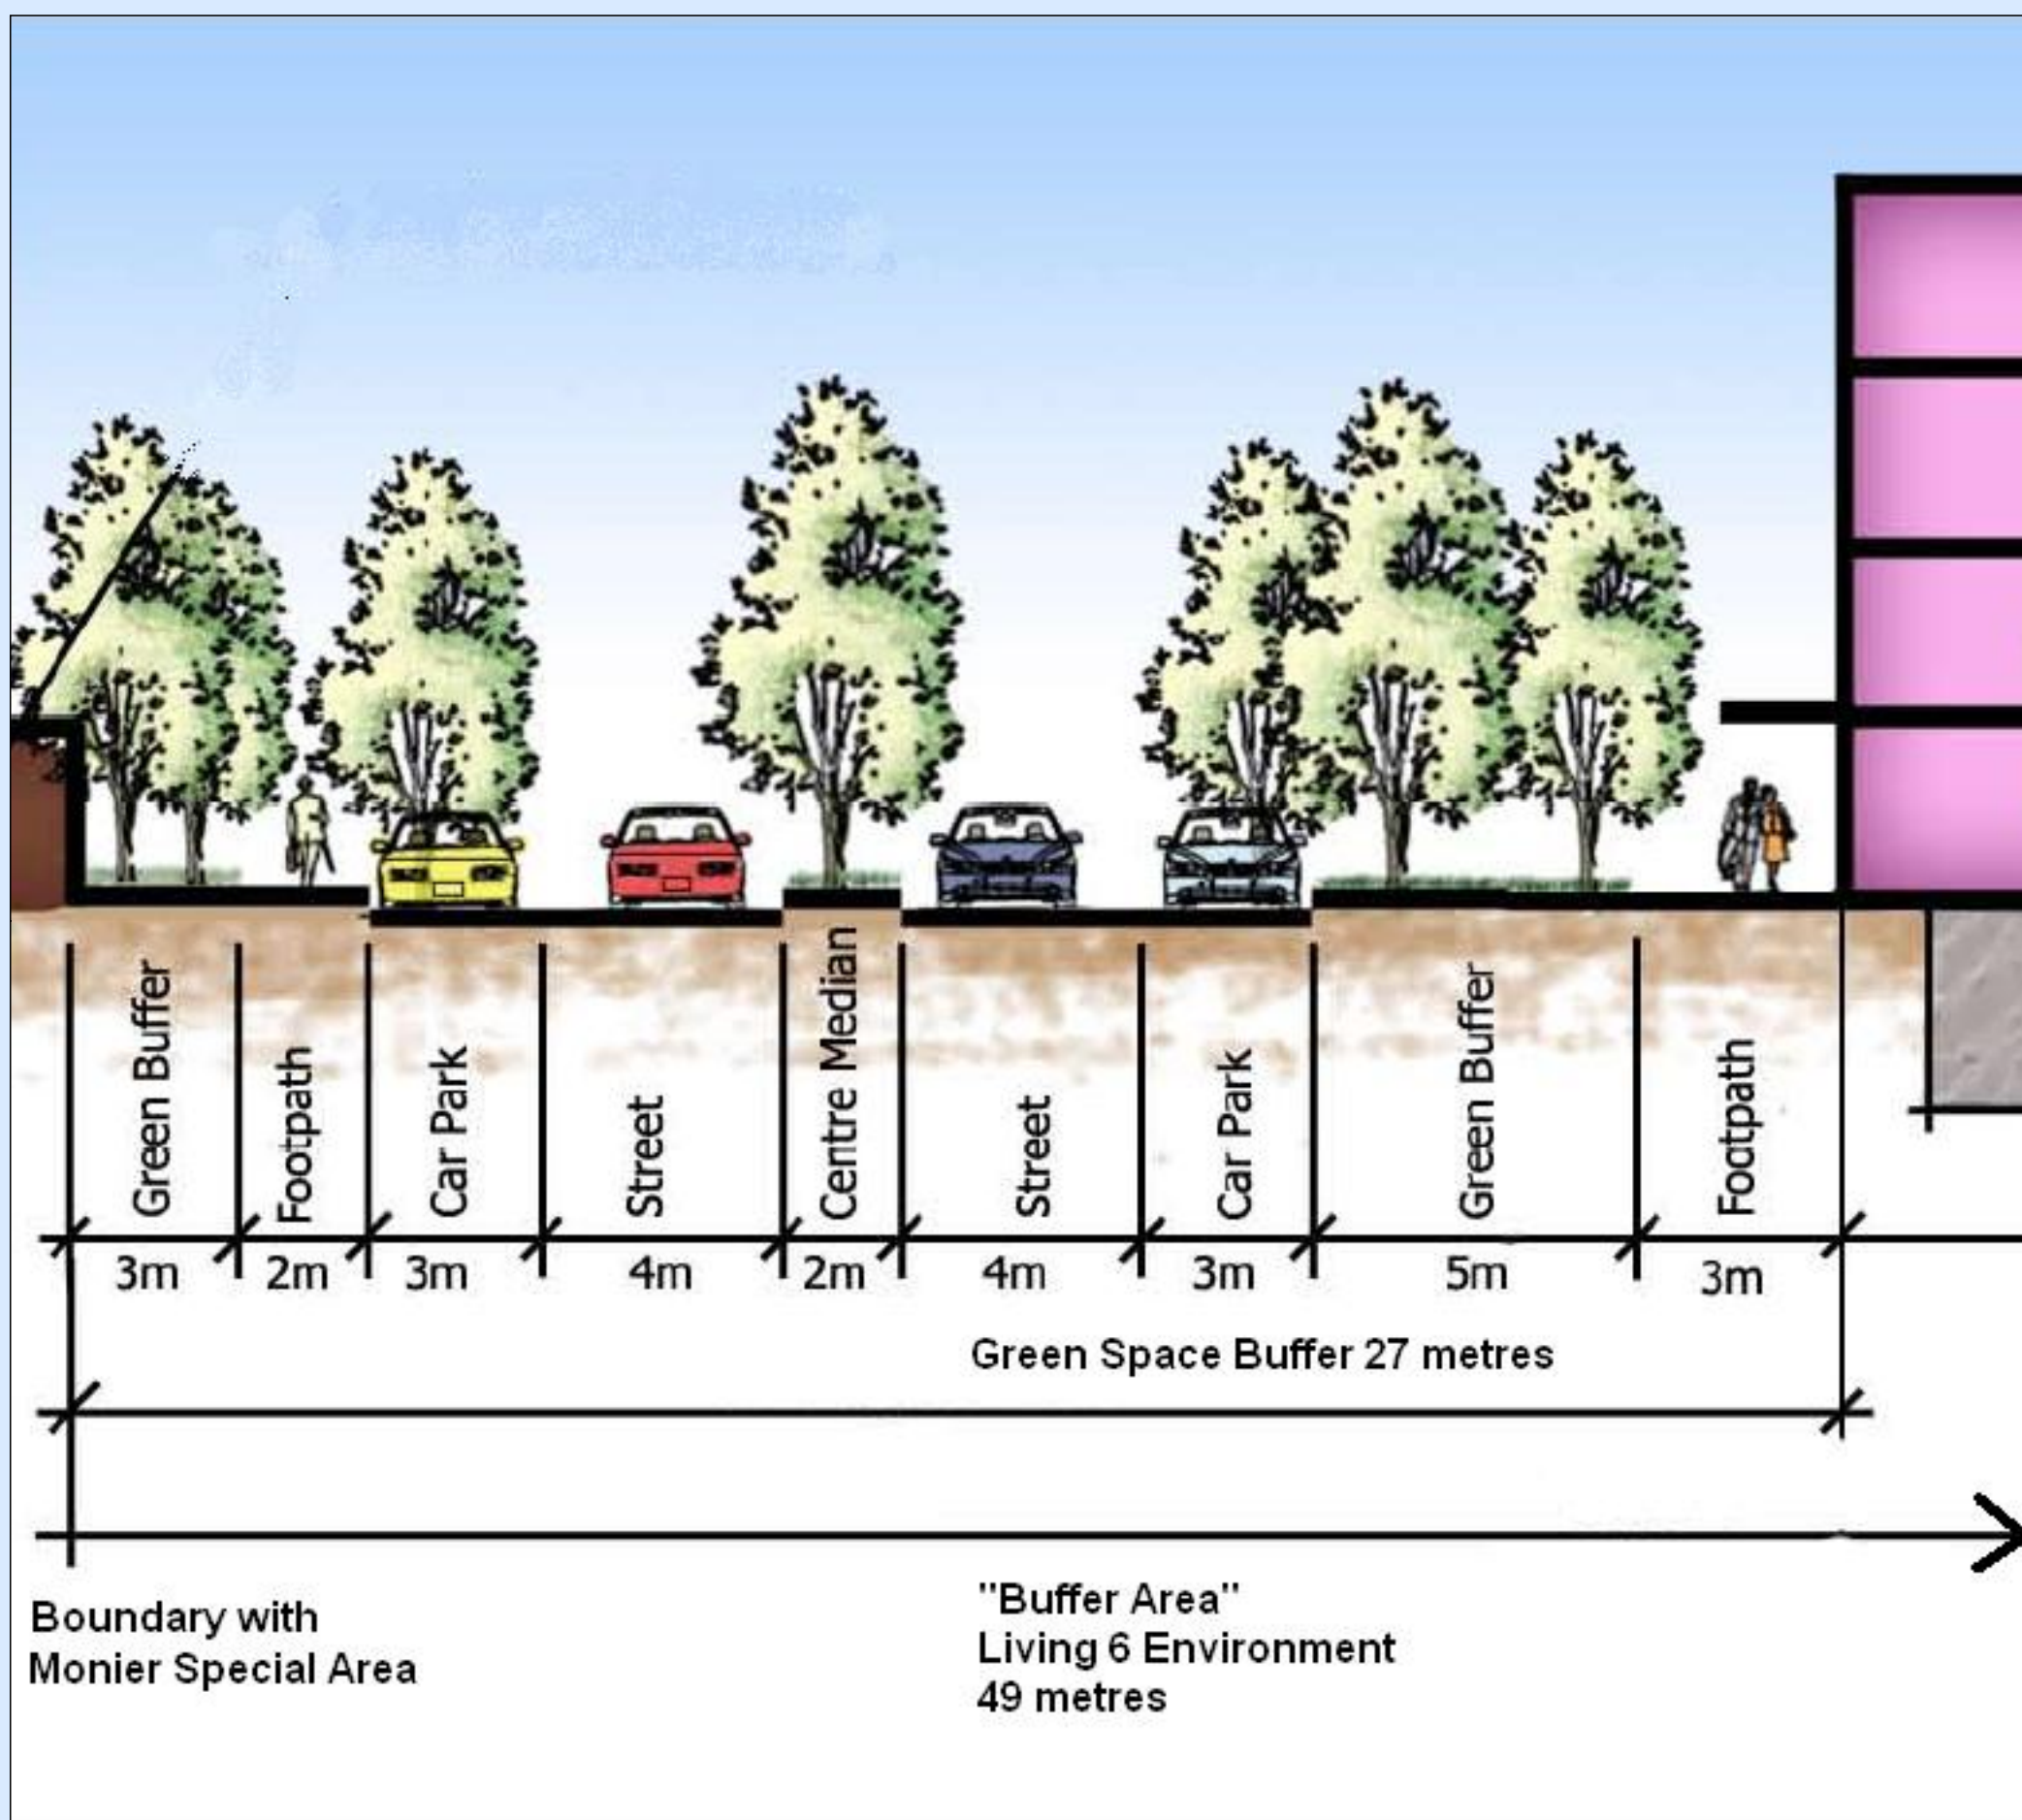 Green Buffer
Footpath
Car Park
Street
Centre Median
Street
Car Park
Green Buffer
Footpath
3m
2m
3m
4m
2m
4m
3m
5m
3m
Green Space Buffer 27 metres
Boundary with
Monier Special Area
"Buffer Area"
Living 6 Environment
49 metres